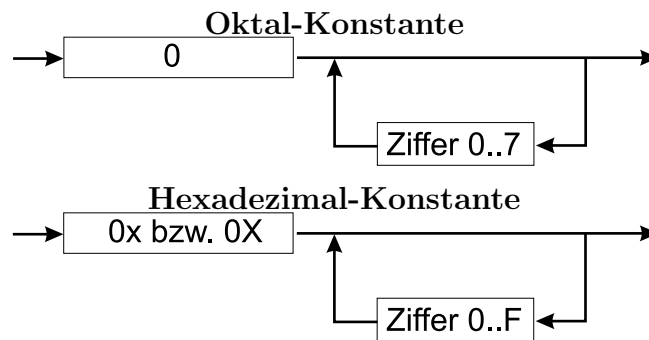 Oktal-Konstante
0
Ziffer 0..7
Hexadezimal-Konstante
0x bzw. 0X
Ziffer 0..F